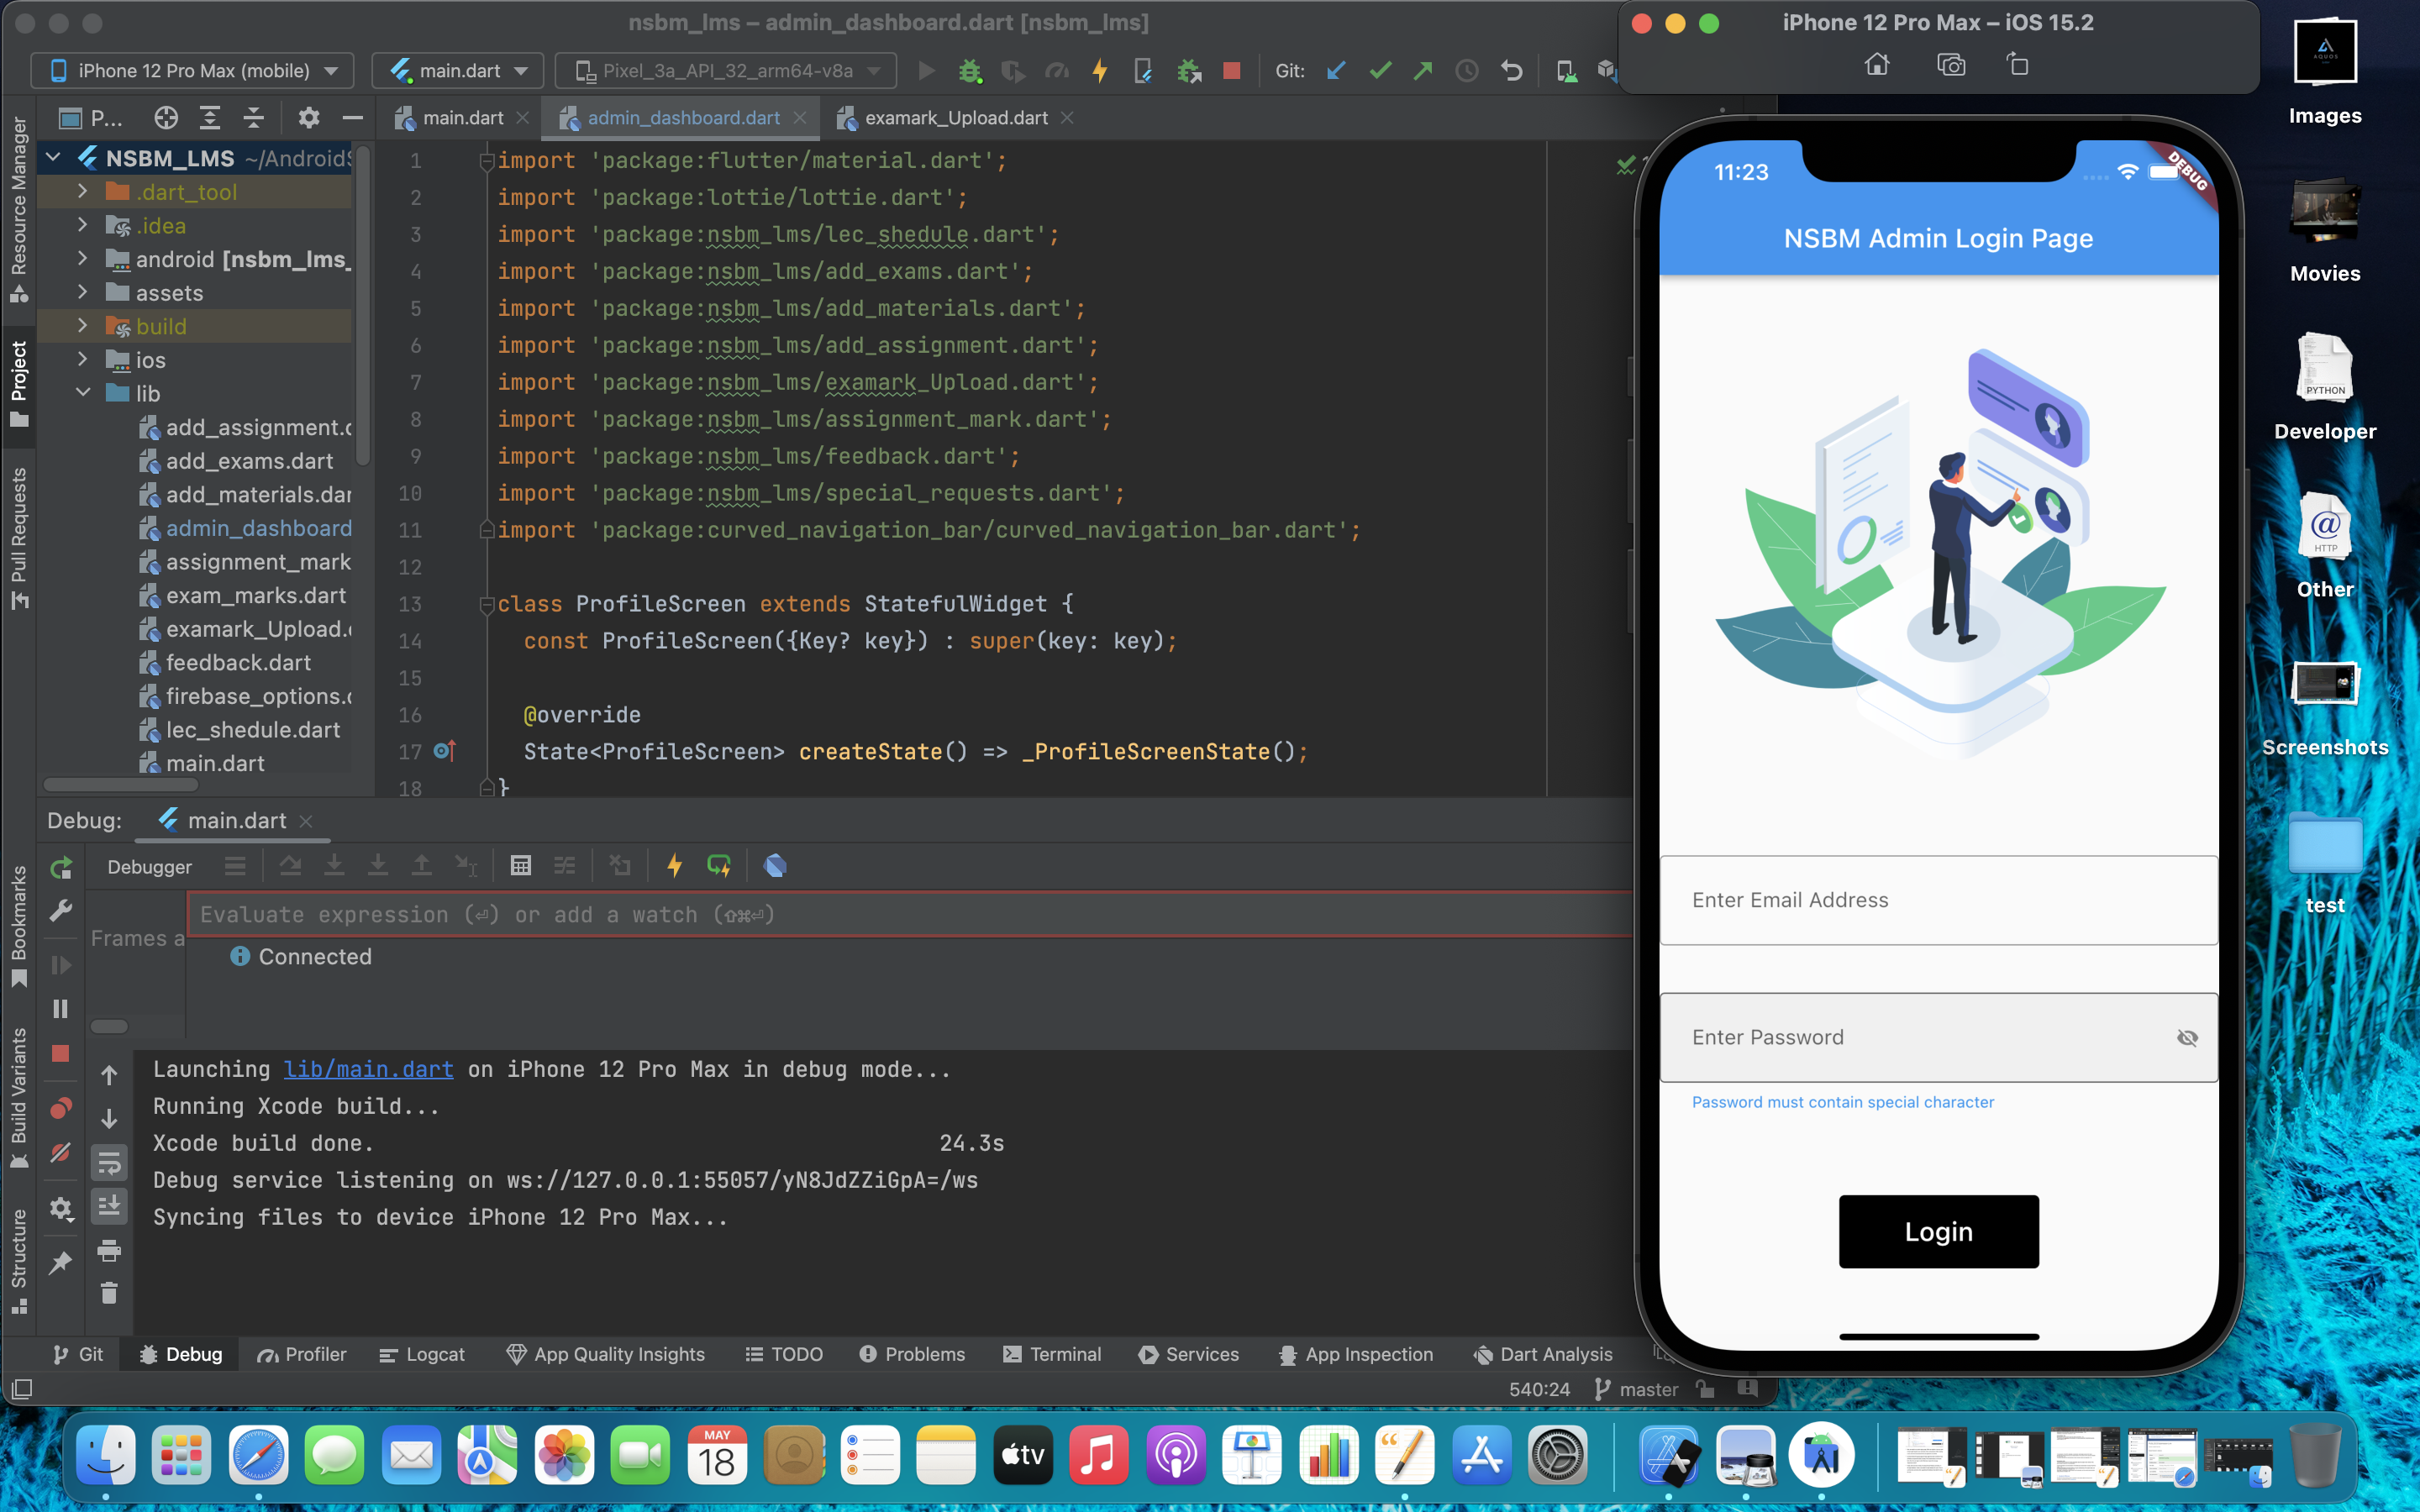 nsbm_lms – admin_dashboard.dart [nsbm_lms]
iPhone 12 Pro Max (mobile)
main.dart
Pixel_3a_API_32_arm64-v8a
Git:
P...
main.dart
admin_dashboard.dart
examark_Upload.dart
Resource Manager
Project
Pull Requests
Bookmarks
Build Variants
Structure
NSBM_LMS ~/AndroidS
.dart_tool
.idea
android [nsbm_lms_
assets
build
ios
lib
add_assignment.d
add_exams.dart
add_materials.dar
admin_dashboard
assignment_mark
exam_marks.dart
examark_Upload.
feedback.dart
firebase_options.d
lec_shedule.dart
main.dart
1 import 'package:flutter/material.dart';
2 import 'package:lottie/lottie.dart';
3 import 'package:nsbm_lms/lec_shedule.dart';
4 import 'package:nsbm_lms/add_exams.dart';
5 import 'package:nsbm_lms/add_materials.dart';
6 import 'package:nsbm_lms/add_assignment.dart';
7 import 'package:nsbm_lms/examark_Upload.dart';
8 import 'package:nsbm_lms/assignment_mark.dart';
9 import 'package:nsbm_lms/feedback.dart';
10 import 'package:nsbm_lms/special_requests.dart';
11 import 'package:curved_navigation_bar/curved_navigation_bar.dart';
12
13 class ProfileScreen extends StatefulWidget {
14 const ProfileScreen({Key? key}) : super(key: key);
15
16 @override
17 State<ProfileScreen> createState() => _ProfileScreenState();
18 }
Debug: main.dart
Debugger
Frames a
Evaluate expression (⏎) or add a watch (⇧⌘⏎)
Connected
Launching lib/main.dart on iPhone 12 Pro Max in debug mode...
Running Xcode build...
Xcode build done. 24.3s
Debug service listening on ws://127.0.0.1:55057/yN8JdZZiGpA=/ws
Syncing files to device iPhone 12 Pro Max...
Git
Debug
Profiler
Logcat
App Quality Insights
TODO
Problems
Terminal
Services
App Inspection
Dart Analysis
540:24
master
iPhone 12 Pro Max – iOS 15.2
11:23
DEBUG
NSBM Admin Login Page
Enter Email Address
Enter Password
Password must contain special character
Login
AQUOS
Images
Movies
PYTHON
Developer
@
HTTP
Other
Screenshots
test
MAY
18
tv